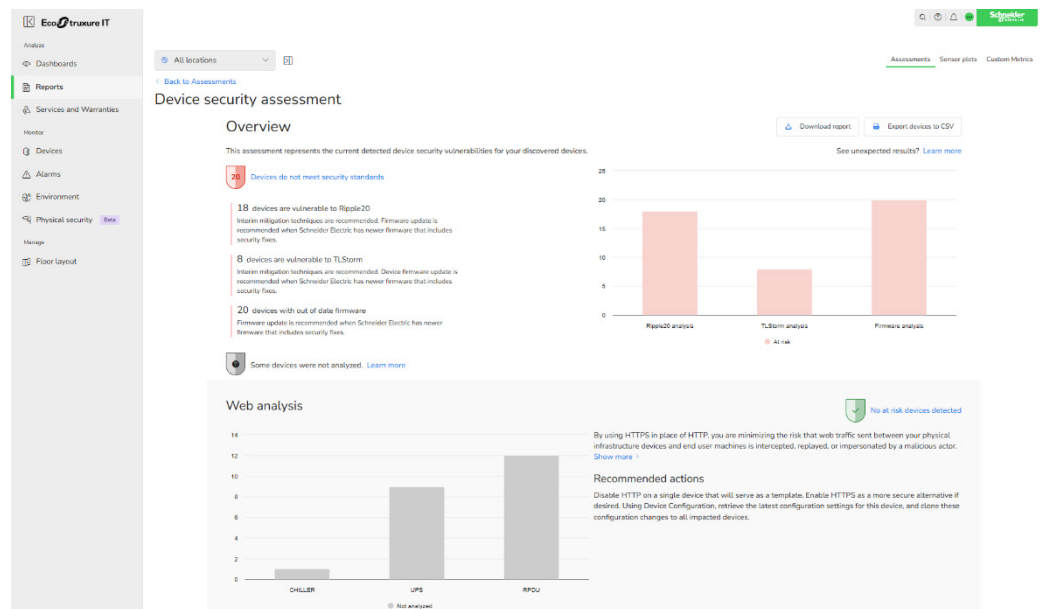 EcoStruxure IT
Schneider
Electric
Analyze
Dashboards
Reports
Services and Warranties
Monitor
Devices
Alarms
Environment
Physical security Beta
Manage
Floor layout
All locations
Assessments Sensor plots Custom Metrics
Back to Assessments
Device security assessment
Overview
Download report Export devices to CSV
This assessment represents the current detected device security vulnerabilities for your discovered devices.
See unexpected results? Learn more
20 Devices do not meet security standards
18 devices are vulnerable to Ripple20
Interim mitigation techniques are recommended. Firmware update is
recommended when Schneider Electric has newer firmware that includes
security fixes.
8 devices are vulnerable to TLStorm
Interim mitigation techniques are recommended. Device firmware update is
recommended when Schneider Electric has newer firmware that includes
security fixes.
20 devices with out of date firmware
Firmware update is recommended when Schneider Electric has newer
firmware that includes security fixes.
Some devices were not analyzed. Learn more
25
20
15
10
5
0
Ripple20 analysis TLStorm analysis Firmware analysis
At risk
Web analysis
No at risk devices detected
14
12
10
8
6
4
2
0
CHILLER UPS RPDU
Not analyzed
By using HTTPS in place of HTTP, you are minimizing the risk that web traffic sent between your physical
infrastructure devices and end user machines is intercepted, replayed, or impersonated by a malicious actor.
Show more
Recommended actions
Disable HTTP on a single device that will serve as a template. Enable HTTPS as a more secure alternative if
desired. Using Device Configuration, retrieve the latest configuration settings for this device, and clone these
configuration changes to all impacted devices.